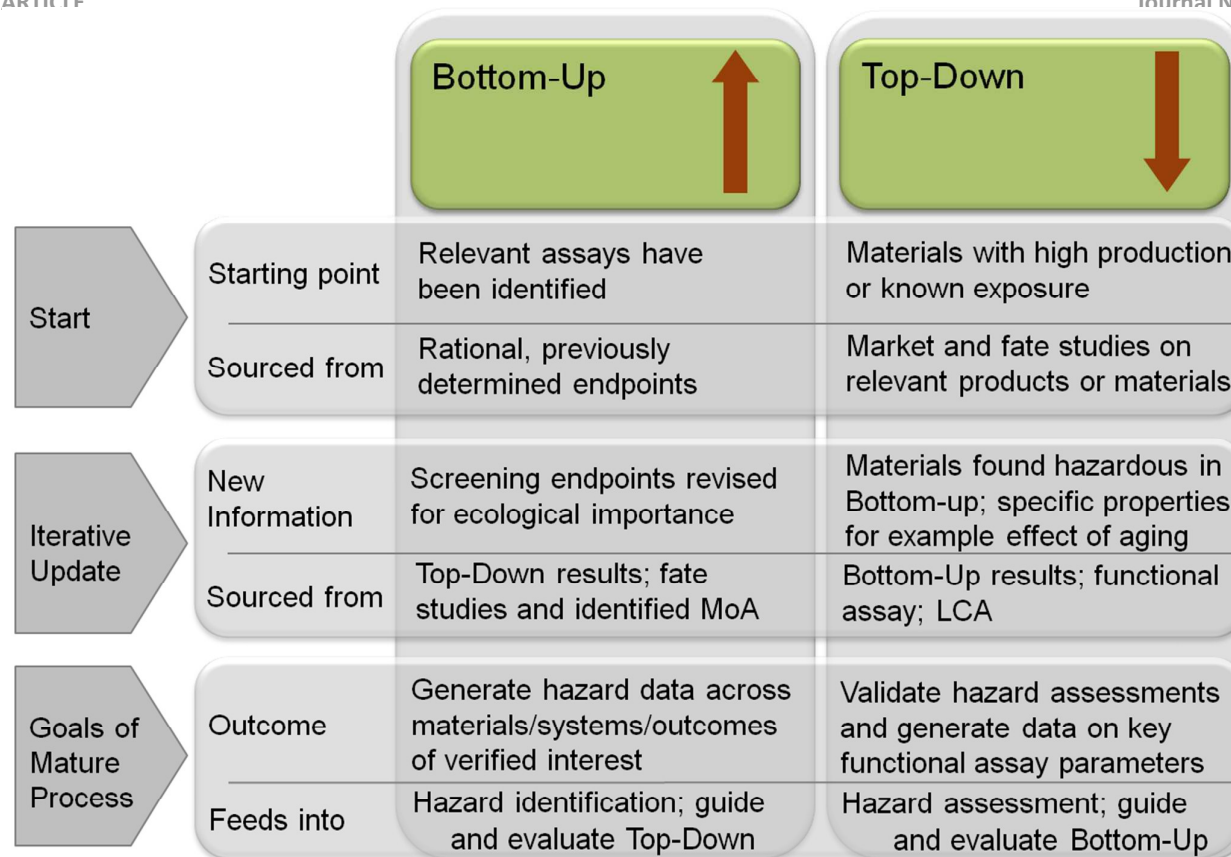 ARTICLE
Journal N
Bottom-Up
Top-Down
Start
Starting point
Relevant assays have
been identified
Materials with high production
or known exposure
Sourced from
Rational, previously
determined endpoints
Market and fate studies on
relevant products or materials
Iterative
Update
New
Information
Screening endpoints revised
for ecological importance
Materials found hazardous in
Bottom-up; specific properties
for example effect of aging
Sourced from
Top-Down results; fate
studies and identified MoA
Bottom-Up results; functional
assay; LCA
Goals of
Mature
Process
Outcome
Generate hazard data across
materials/systems/outcomes
of verified interest
Validate hazard assessments
and generate data on key
functional assay parameters
Feeds into
Hazard identification; guide
and evaluate Top-Down
Hazard assessment; guide
and evaluate Bottom-Up